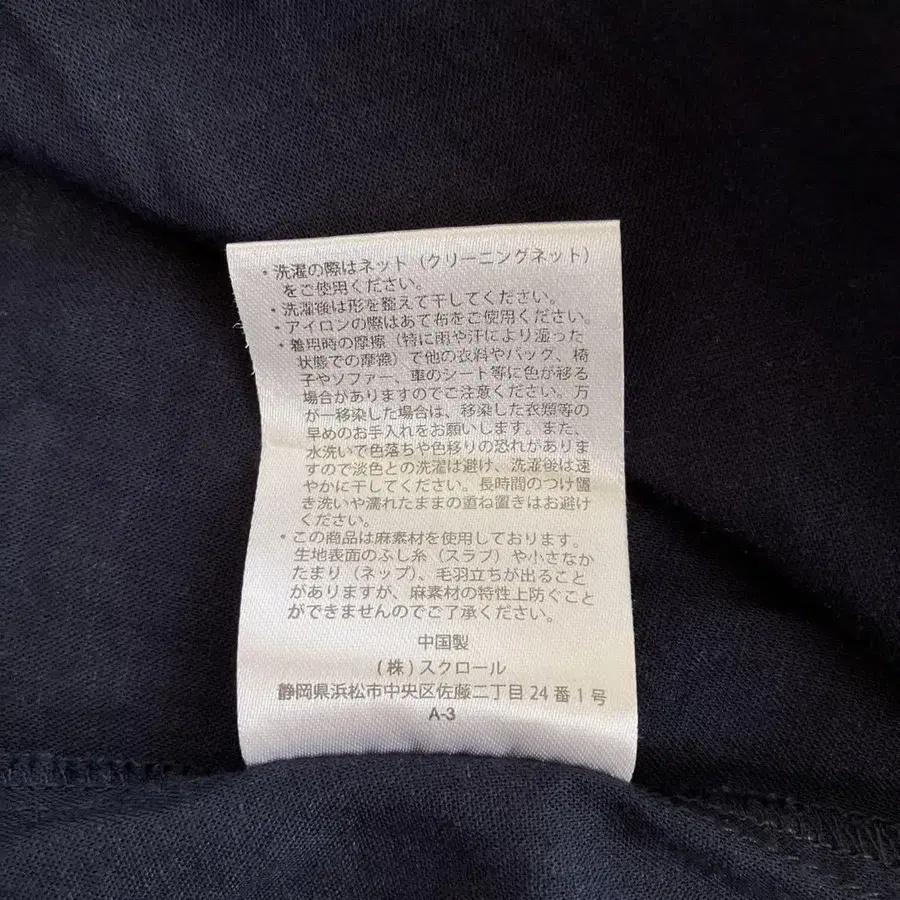 ・洗濯の際はネット（クリーニングネット）
をご使用ください。
・洗濯後は形を整えて干してください。
・アイロンの際はあて布をご使用ください。
・着用時の摩擦（特に雨や汗により湿った
状態での摩擦）で他の衣料やバッグ、椅
子やソファー、車のシート等に色が移る
場合がありますのでご注意ください。万
が一移染した場合は、移染した衣類等の
早めのお手入れをお願いします。また、
水洗いで色落ちや色移りの恐れがありま
すので淡色との洗濯は避け、洗濯後は速
やかに干してください。長時間のつけ置
き洗いや濡れたままの重ね置きはお避け
ください。
・この商品は麻素材を使用しております。
生地表面のふし糸（スラブ）や小さなか
たまり（ネップ）、毛羽立ちが出ること
がありますが、麻素材の特性上防ぐこと
ができませんのでご了承ください。
中国製
（株）スクロール
静岡県浜松市中央区佐藤二丁目24番1号
A-3